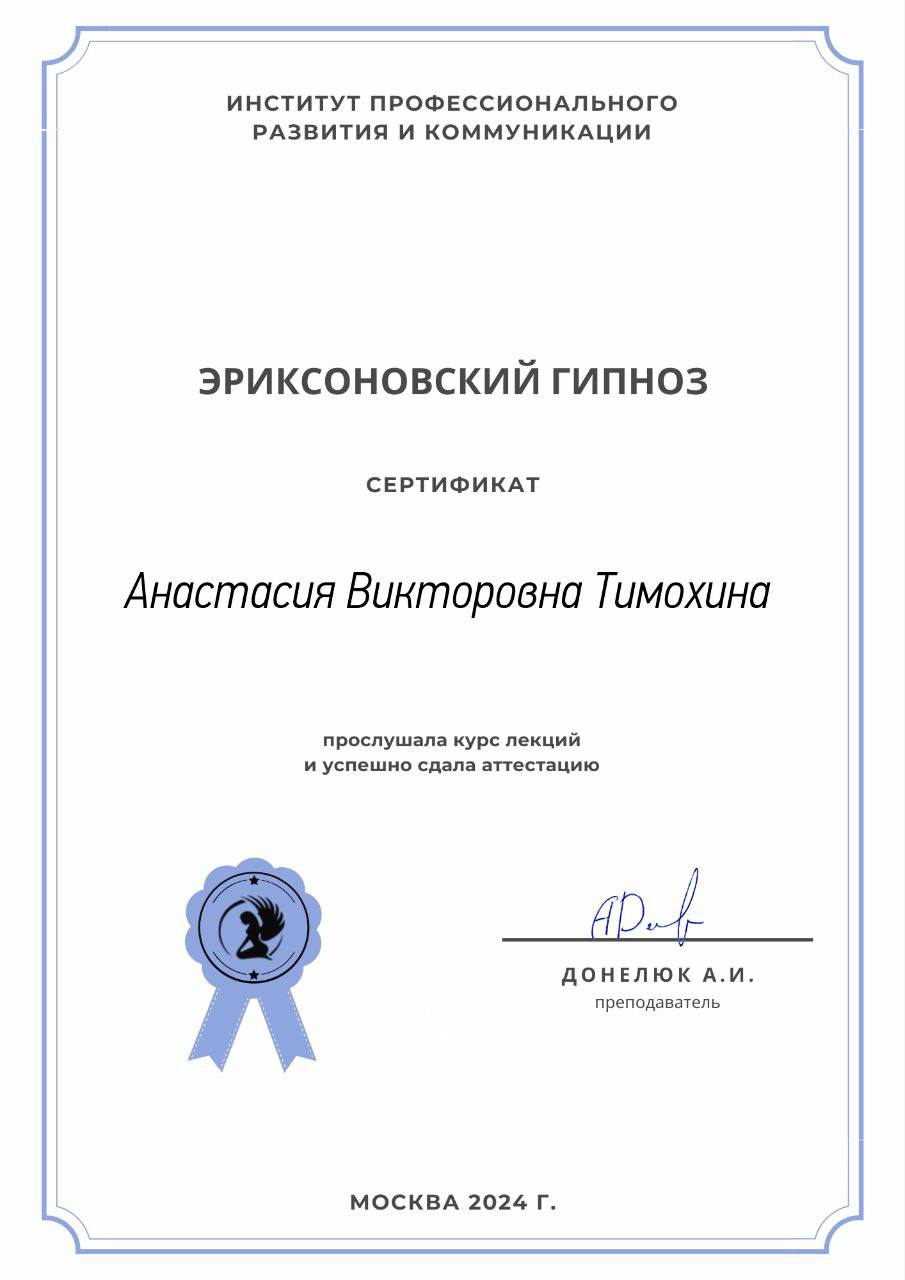 ИНСТИТУТ ПРОФЕССИОНАЛЬНОГО
РАЗВИТИЯ И КОММУНИКАЦИИ
ЭРИКСОНОВСКИЙ ГИПНОЗ
СЕРТИФИКАТ
Анастасия Викторовна Тимохина
прослушала курс лекций
и успешно сдала аттестацию
ДОНЕЛЮК А.И.
преподаватель
МОСКВА 2024 Г.